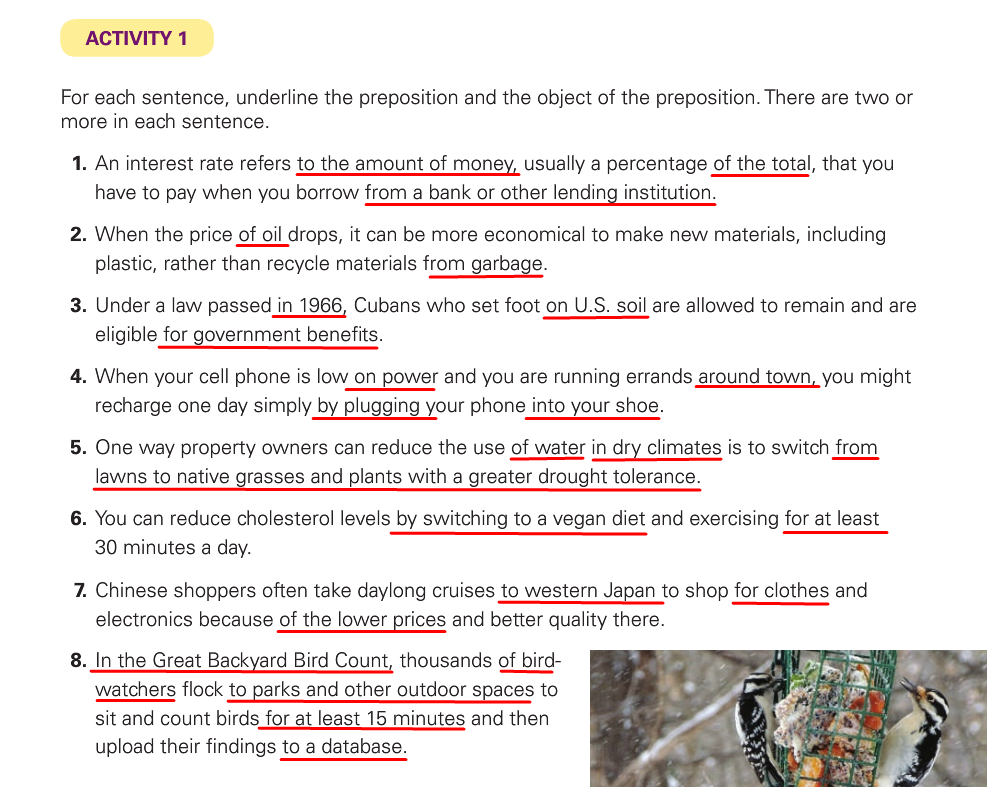 ACTIVITY 1
For each sentence, underline the preposition and the object of the preposition. There are two or
more in each sentence.
1. An interest rate refers to the amount of money, usually a percentage of the total, that you
have to pay when you borrow from a bank or other lending institution.
2. When the price of oil drops, it can be more economical to make new materials, including
plastic, rather than recycle materials from garbage.
3. Under a law passed in 1966, Cubans who set foot on U.S. soil are allowed to remain and are
eligible for government benefits.
4. When your cell phone is low on power and you are running errands around town, you might
recharge one day simply by plugging your phone into your shoe.
5. One way property owners can reduce the use of water in dry climates is to switch from
lawns to native grasses and plants with a greater drought tolerance.
6. You can reduce cholesterol levels by switching to a vegan diet and exercising for at least
30 minutes a day.
7. Chinese shoppers often take daylong cruises to western Japan to shop for clothes and
electronics because of the lower prices and better quality there.
8. In the Great Backyard Bird Count, thousands of bird-
watchers flock to parks and other outdoor spaces to
sit and count birds for at least 15 minutes and then
upload their findings to a database.